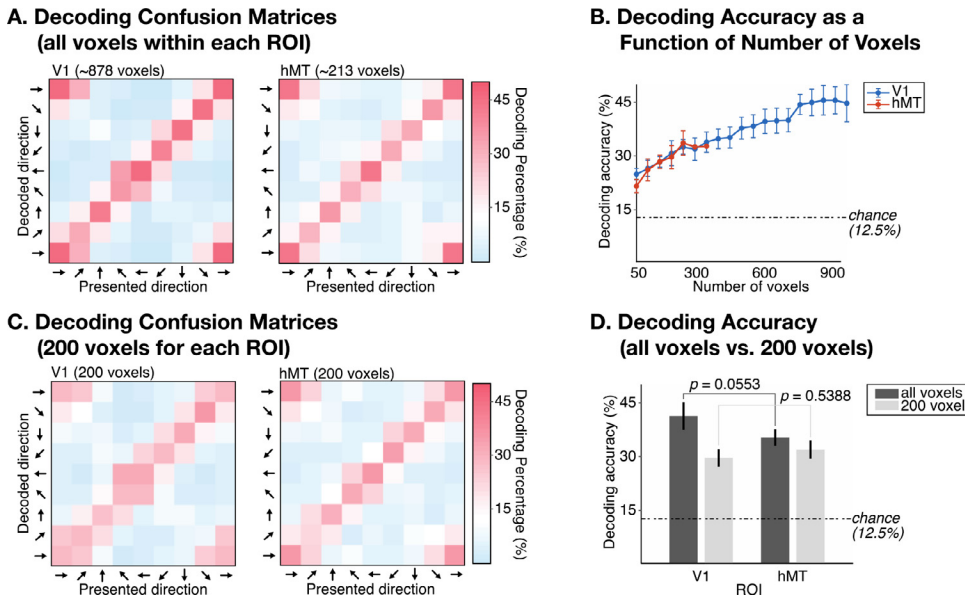 A. Decoding Confusion Matrices
(all voxels within each ROI)
V1 (~878 voxels)
hMT (~213 voxels)
Decoded direction
Presented direction
Presented direction
45
30
15
Decoding Percentage (%)
B. Decoding Accuracy as a
Function of Number of Voxels
V1
hMT
45
30
15
Decoding accuracy (%)
chance
(12.5%)
50
300
600
900
Number of voxels
C. Decoding Confusion Matrices
(200 voxels for each ROI)
V1 (200 voxels)
hMT (200 voxels)
Decoded direction
Presented direction
Presented direction
45
30
15
Decoding Percentage (%)
D. Decoding Accuracy
(all voxels vs. 200 voxels)
p = 0.0553
p = 0.5388
all voxels
200 voxel
45
30
15
Decoding accuracy (%)
chance
(12.5%)
V1
hMT
ROI